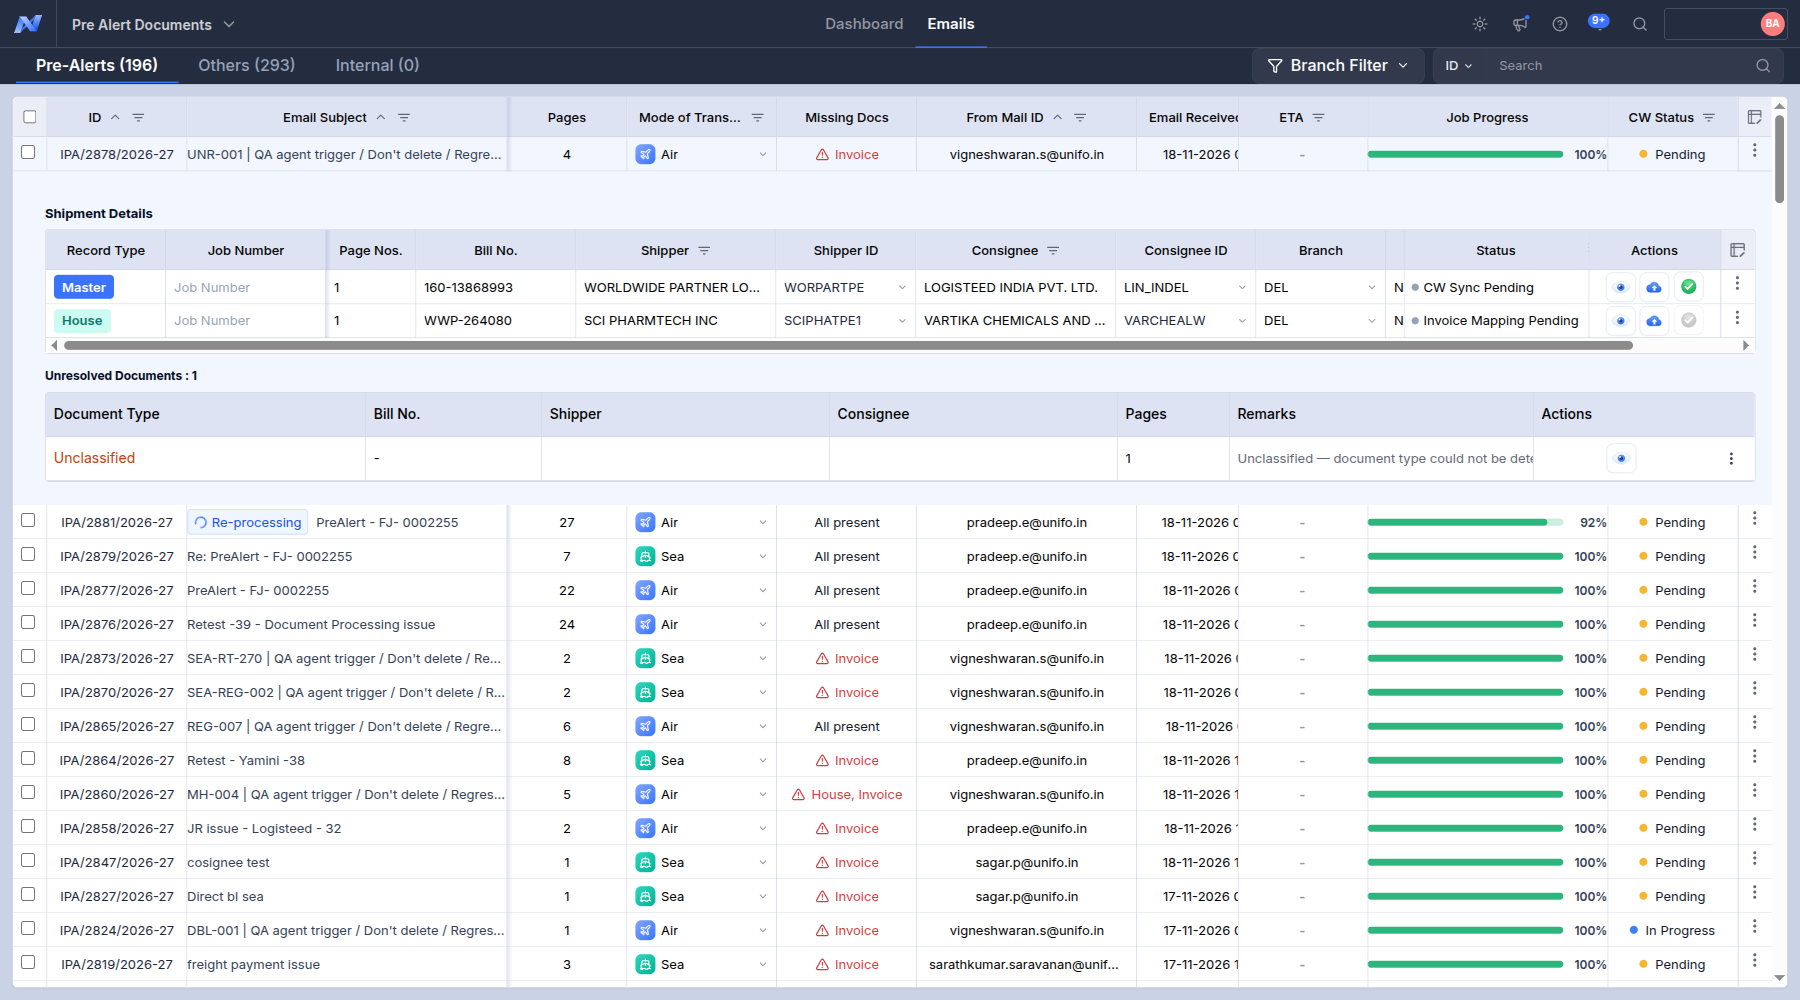 Pre Alert Documents
Dashboard
Emails
9+
BA
Pre-Alerts (196)
Others (293)
Internal (0)
Branch Filter
ID
Search
ID Email Subject Pages Mode of Trans... Missing Docs From Mail ID Email Received ETA Job Progress CW Status
IPA/2878/2026-27 UNR-001 | QA agent trigger / Don't delete / Regre... 4 Air Invoice vigneshwaran.s@unifo.in 18-11-2026 - 100% Pending
Shipment Details
Record Type Job Number Page Nos. Bill No. Shipper Shipper ID Consignee Consignee ID Branch Status Actions
Master Job Number 1 160-13868993 WORLDWIDE PARTNER LO... WORPARTPE LOGISTEED INDIA PVT. LTD. LIN_INDEL DEL N CW Sync Pending
House Job Number 1 WWP-264080 SCI PHARMTECH INC SCIPHATPE1 VARTIKA CHEMICALS AND ... VARCHEALW DEL N Invoice Mapping Pending
Unresolved Documents : 1
Document Type Bill No. Shipper Consignee Pages Remarks Actions
Unclassified - 1 Unclassified — document type could not be dete
IPA/2881/2026-27 Re-processing PreAlert - FJ- 0002255 27 Air All present pradeep.e@unifo.in 18-11-2026 - 92% Pending
IPA/2879/2026-27 Re: PreAlert - FJ- 0002255 7 Sea All present pradeep.e@unifo.in 18-11-2026 - 100% Pending
IPA/2877/2026-27 PreAlert - FJ- 0002255 22 Air All present pradeep.e@unifo.in 18-11-2026 - 100% Pending
IPA/2876/2026-27 Retest -39 - Document Processing issue 24 Air All present pradeep.e@unifo.in 18-11-2026 - 100% Pending
IPA/2873/2026-27 SEA-RT-270 | QA agent trigger / Don't delete / Re... 2 Sea Invoice vigneshwaran.s@unifo.in 18-11-2026 - 100% Pending
IPA/2870/2026-27 SEA-REG-002 | QA agent trigger / Don't delete / R... 2 Sea Invoice vigneshwaran.s@unifo.in 18-11-2026 - 100% Pending
IPA/2865/2026-27 REG-007 | QA agent trigger / Don't delete / Regre... 6 Air All present vigneshwaran.s@unifo.in 18-11-2026 - 100% Pending
IPA/2864/2026-27 Retest - Yamini -38 8 Sea Invoice pradeep.e@unifo.in 18-11-2026 - 100% Pending
IPA/2860/2026-27 MH-004 | QA agent trigger / Don't delete / Regres... 5 Air House, Invoice vigneshwaran.s@unifo.in 18-11-2026 - 100% Pending
IPA/2858/2026-27 JR issue - Logisteed - 32 2 Air Invoice pradeep.e@unifo.in 18-11-2026 - 100% Pending
IPA/2847/2026-27 cosignee test 1 Sea Invoice sagar.p@unifo.in 18-11-2026 - 100% Pending
IPA/2827/2026-27 Direct bl sea 1 Sea Invoice sagar.p@unifo.in 17-11-2026 - 100% Pending
IPA/2824/2026-27 DBL-001 | QA agent trigger / Don't delete / Regres... 1 Air Invoice vigneshwaran.s@unifo.in 17-11-2026 - 100% In Progress
IPA/2819/2026-27 freight payment issue 3 Sea Invoice sarathkumar.saravanan@unif... 17-11-2026 - 100% Pending